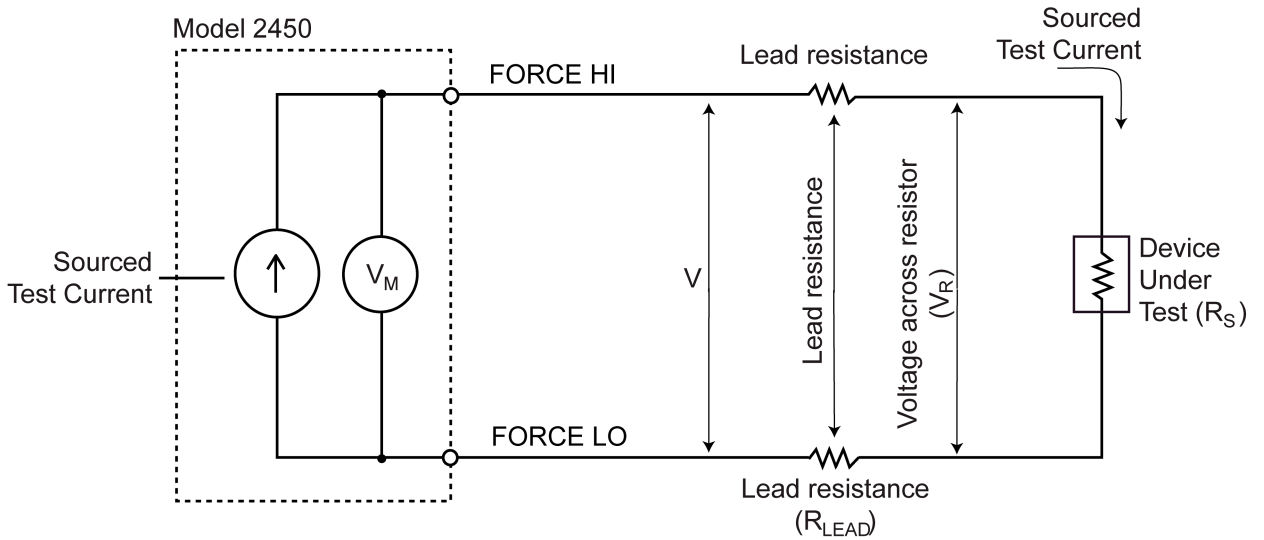 Model 2450
Sourced
Test Current
FORCE HI
Lead resistance
Sourced
Test Current
V_M
V
Lead resistance
Voltage across resistor
(V_R)
Device
Under
Test (R_S)
FORCE LO
Lead resistance
(R_LEAD)